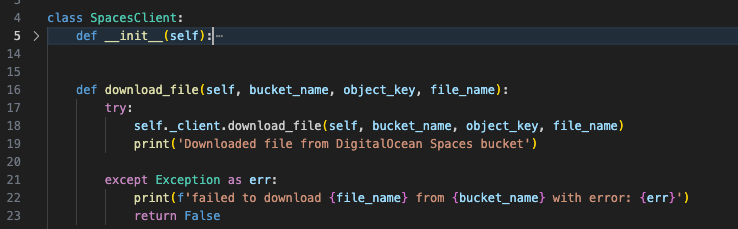 4 class SpacesClient:
5 > def __init__(self):⋯
14
15
16 def download_file(self, bucket_name, object_key, file_name):
17 try:
18 self._client.download_file(self, bucket_name, object_key, file_name)
19 print('Downloaded file from DigitalOcean Spaces bucket')
20
21 except Exception as err:
22 print(f'failed to download {file_name} from {bucket_name} with error: {err}')
23 return False